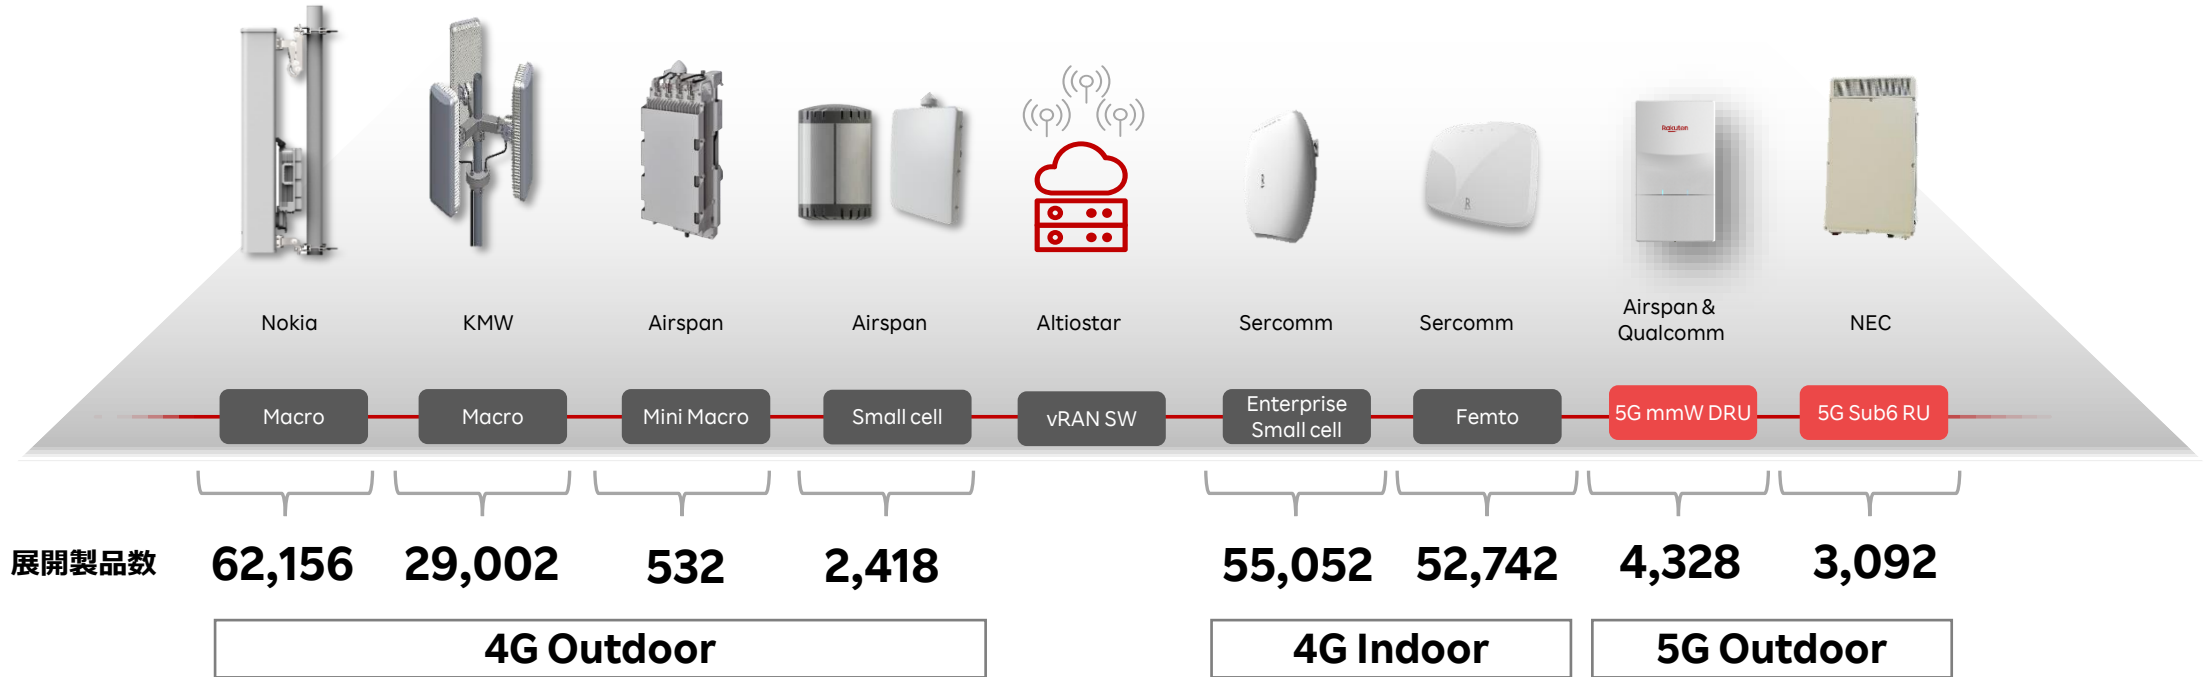 Rakuten
Nokia
KMW
Airspan
Airspan
Altiostar
Sercomm
Sercomm
Airspan &
Qualcomm
NEC
Macro
Macro
Mini Macro
Small cell
vRAN SW
Enterprise
Small cell
Femto
5G mmW DRU
5G Sub6 RU
展開製品数
62,156
29,002
532
2,418
55,052
52,742
4,328
3,092
4G Outdoor
4G Indoor
5G Outdoor